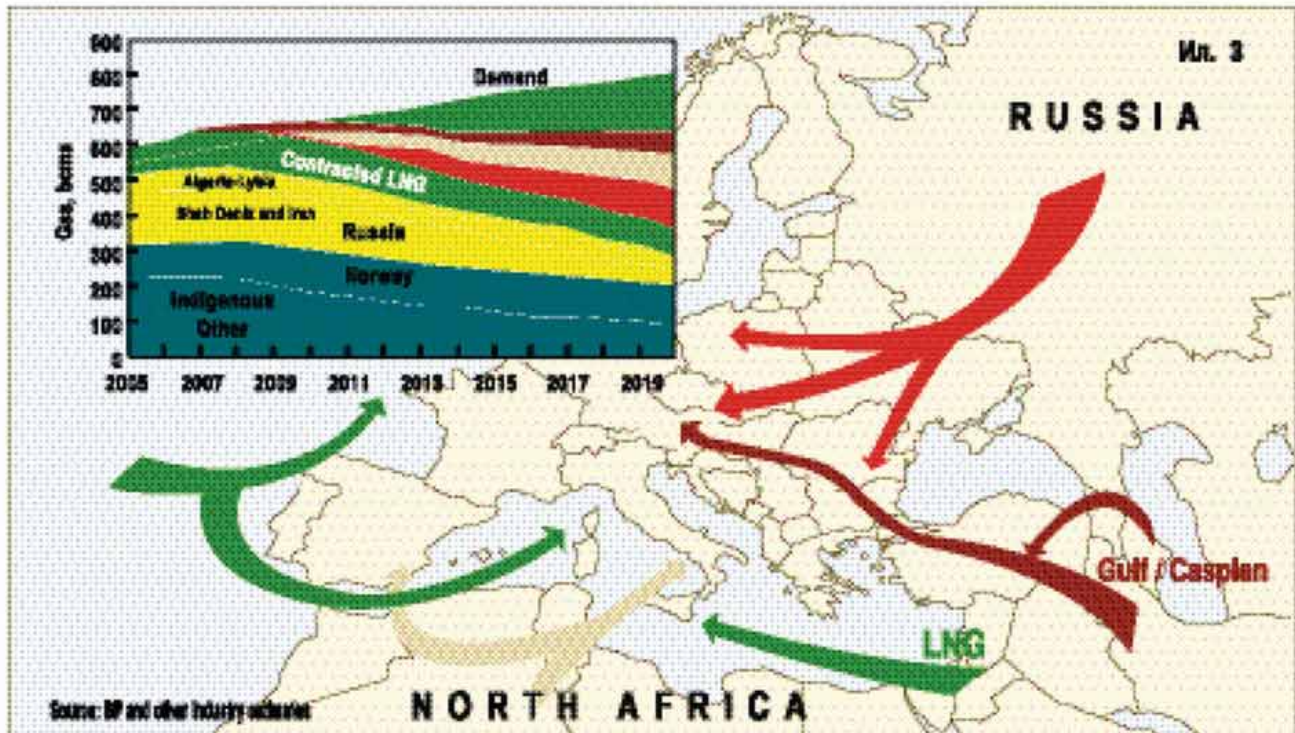 Ил. 3
900
800
700
600
500
400
300
200
100
0
Gas, bcma
Demand
Contracted LNG
Algeria-Lybia
Shah Deniz and Iran
Russia
Norway
Indigenous
Other
2005 2007 2009 2011 2013 2015 2017 2019
RUSSIA
Gulf / Caspian
LNG
NORTH AFRICA
Source: BP and other industry estimates